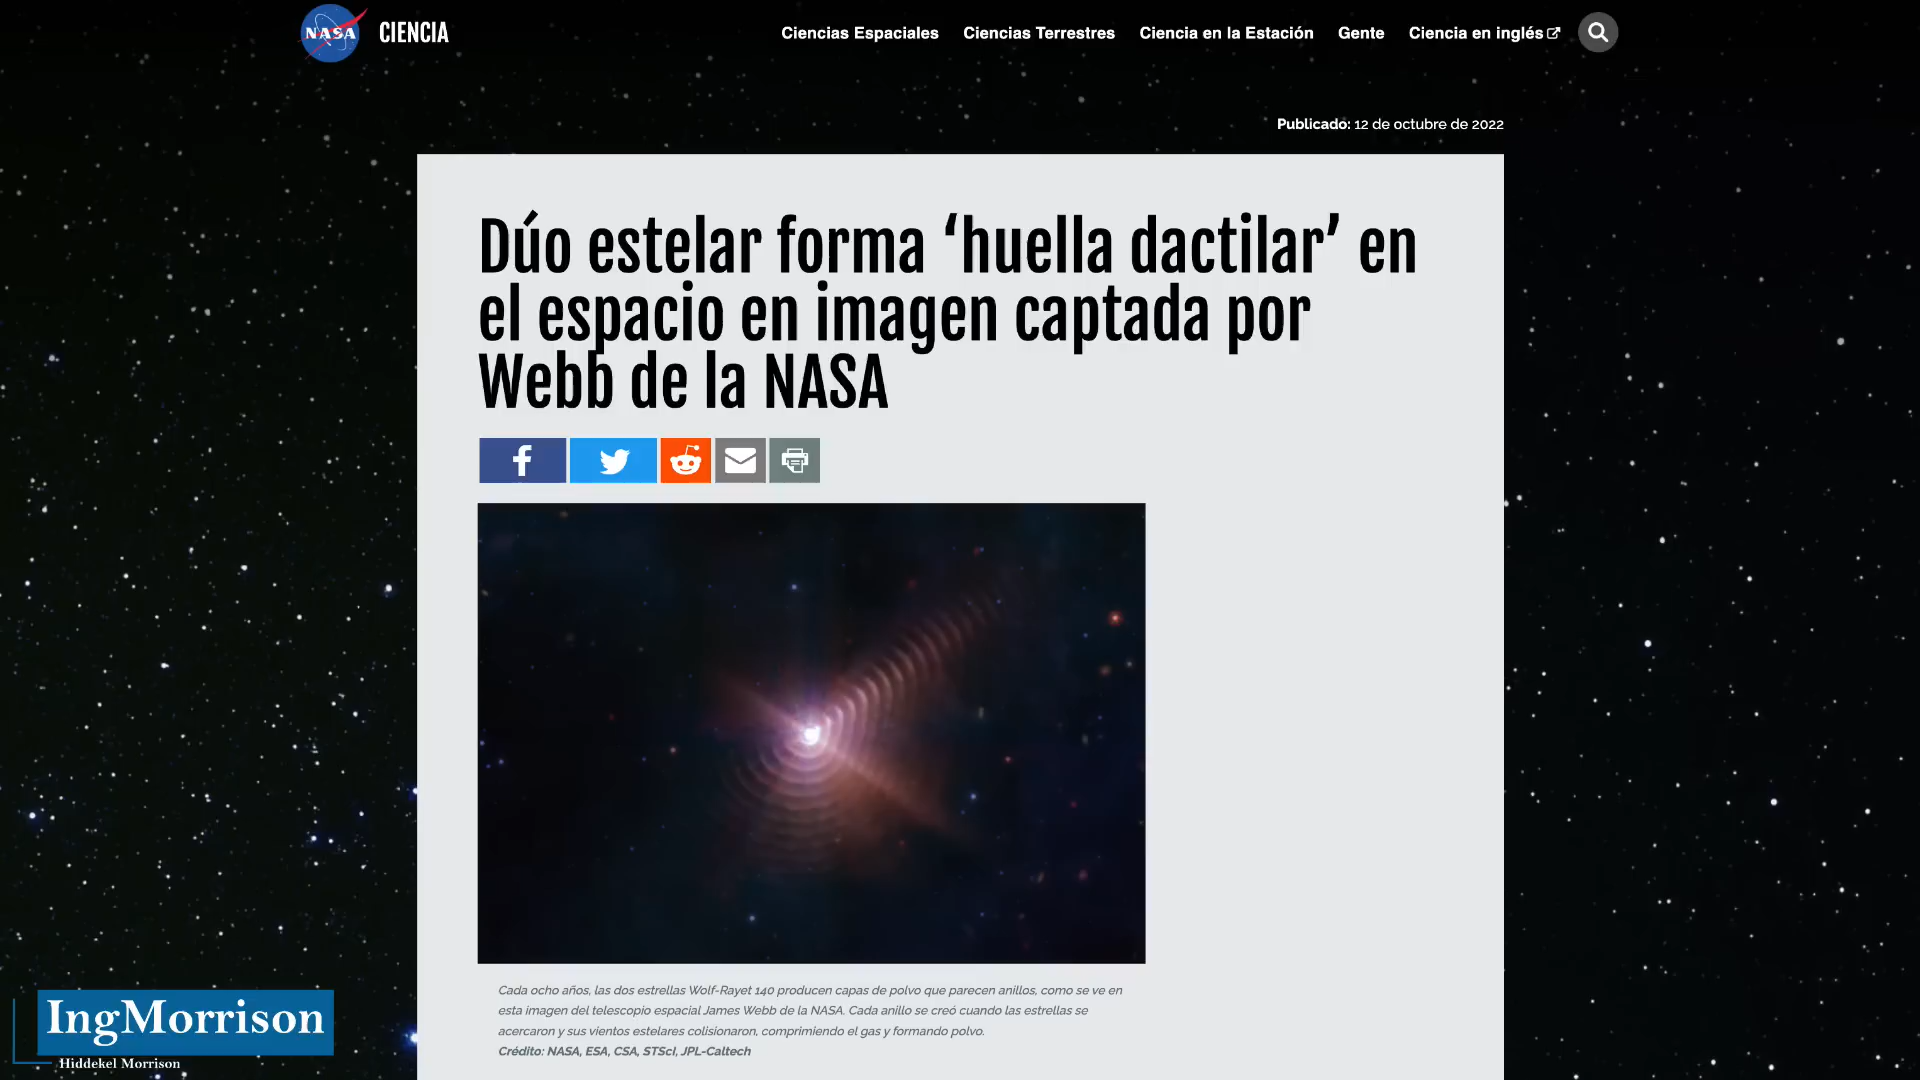 NASA CIENCIA
Ciencias Espaciales Ciencias Terrestres Ciencia en la Estación Gente Ciencia en inglés
Publicado: 12 de octubre de 2022
Dúo estelar forma ‘huella dactilar’ en
el espacio en imagen captada por
Webb de la NASA
Cada ocho años, las dos estrellas Wolf-Rayet 140 producen capas de polvo que parecen anillos, como se ve en
esta imagen del telescopio espacial James Webb de la NASA. Cada anillo se creó cuando las estrellas se
acercaron y sus vientos estelares colisionaron, comprimiendo el gas y formando polvo.
Crédito: NASA, ESA, CSA, STScI, JPL-Caltech
IngMorrison
Hiddekel Morrison